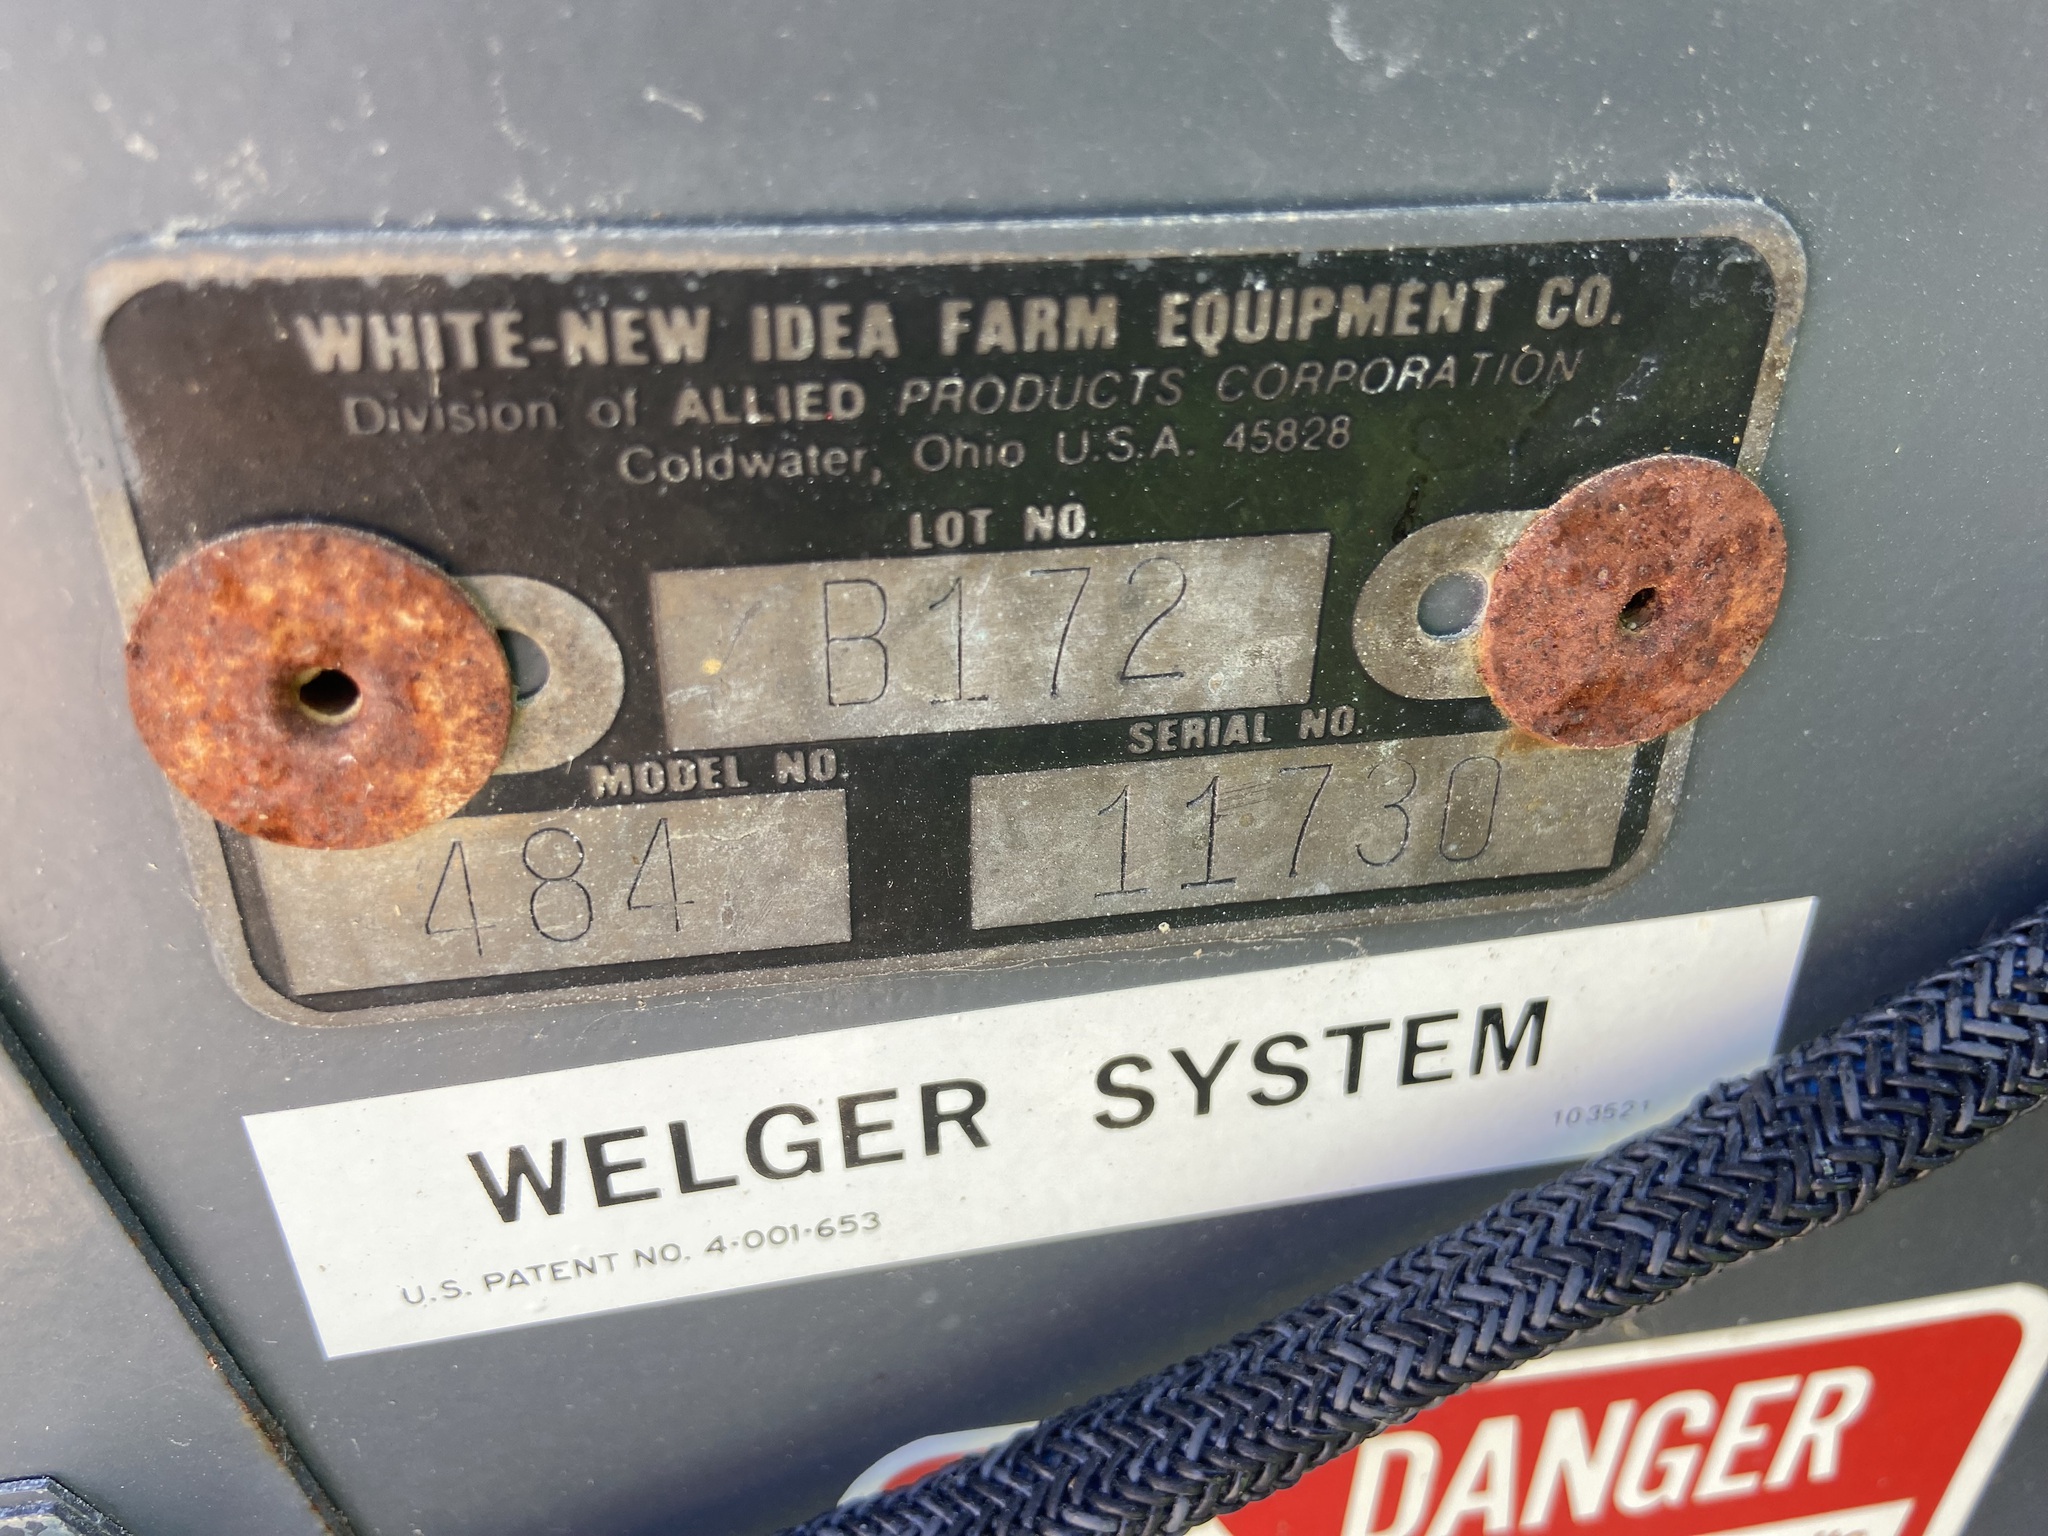 WHITE-NEW IDEA FARM EQUIPMENT CO.
Division of ALLIED PRODUCTS CORPORATION
Coldwater, Ohio U.S.A. 45828
LOT NO.
B172
MODEL NO. SERIAL NO.
484 11730
WELGER SYSTEM
103521
U.S. PATENT NO. 4-001-653
DANGER